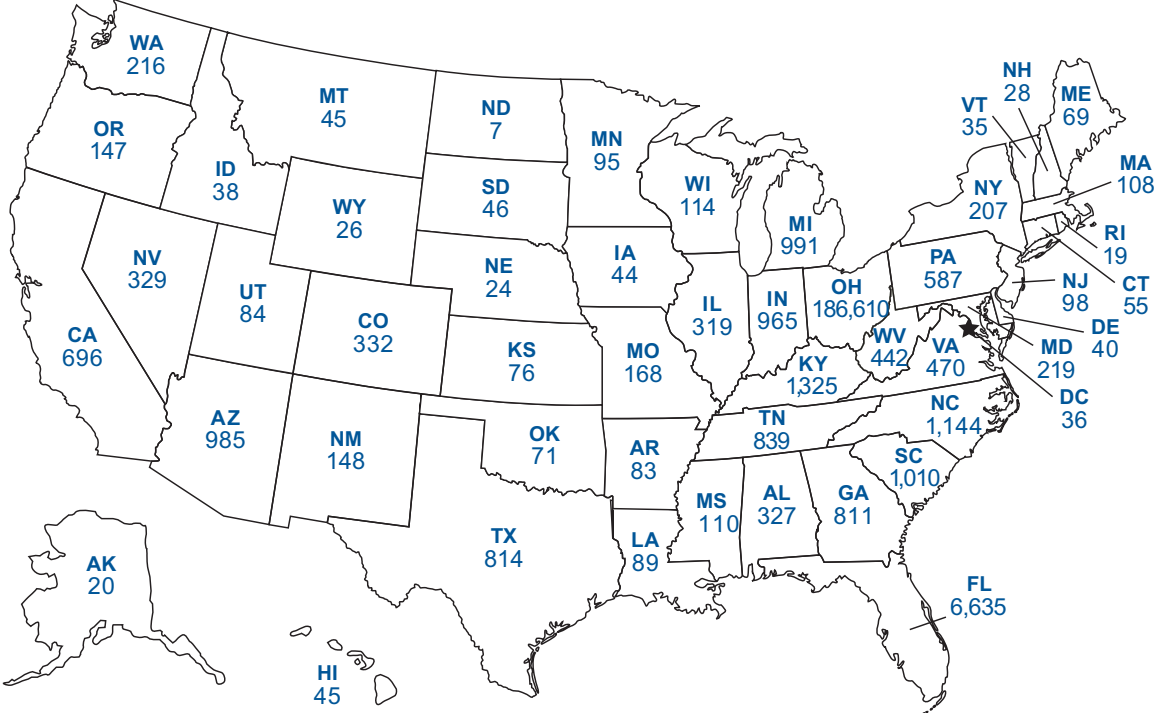 WA
216
OR
147
ID
38
MT
45
ND
7
MN
95
SD
46
WY
26
NV
329
UT
84
CA
696
CO
332
NE
24
IA
44
WI
114
MI
991
IL
319
IN
965
OH
186,610
KS
76
MO
168
KY
1,325
WV
442
VA
470
PA
587
NY
207
VT
35
NH
28
ME
69
MA
108
RI
19
CT
55
NJ
98
DE
40
MD
219
DC
36
AZ
985
NM
148
OK
71
AR
83
TN
839
NC
1,144
SC
1,010
MS
110
AL
327
GA
811
TX
814
LA
89
FL
6,635
AK
20
HI
45